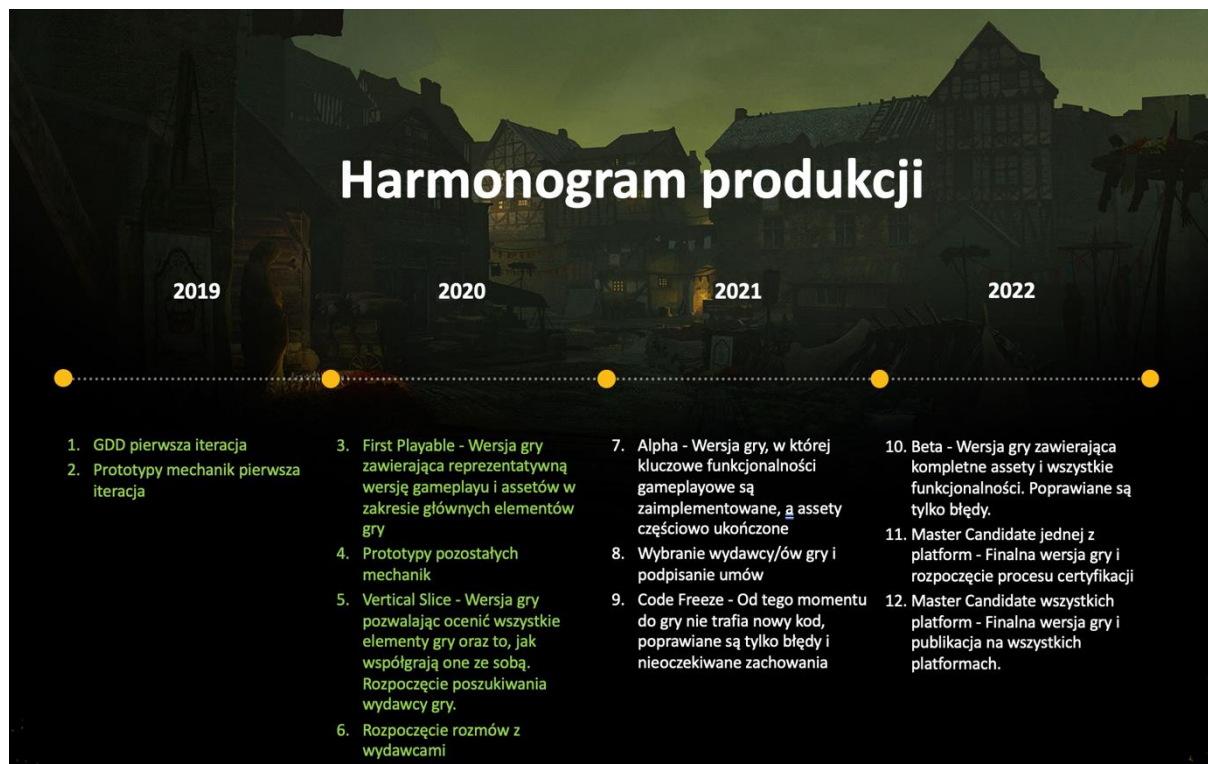 Harmonogram produkcji
2019
2020
2021
2022
1. GDD pierwsza iteracja
2. Prototypy mechanik pierwsza
iteracja
3. First Playable - Wersja gry
zawierająca reprezentatywną
wersję gameplayu i assetów w
zakresie głównych elementów
gry
4. Prototypy pozostałych
mechanik
5. Vertical Slice - Wersja gry
pozwalając ocenić wszystkie
elementy gry oraz to, jak
współgrają one ze sobą.
Rozpoczęcie poszukiwania
wydawcy gry.
6. Rozpoczęcie rozmów z
wydawcami
7. Alpha - Wersja gry, w której
kluczowe funkcjonalności
gameplayowe są
zaimplementowane, a assety
częściowo ukończone
8. Wybranie wydawcy/ów gry i
podpisanie umów
9. Code Freeze - Od tego momentu
do gry nie trafia nowy kod,
poprawiane są tylko błędy i
nieoczekiwane zachowania
10. Beta - Wersja gry zawierająca
kompletne assety i wszystkie
funkcjonalności. Poprawiane są
tylko błędy.
11. Master Candidate jednej z
platform - Finalna wersja gry i
rozpoczęcie procesu certyfikacji
12. Master Candidate wszystkich
platform - Finalna wersja gry i
publikacja na wszystkich
platformach.